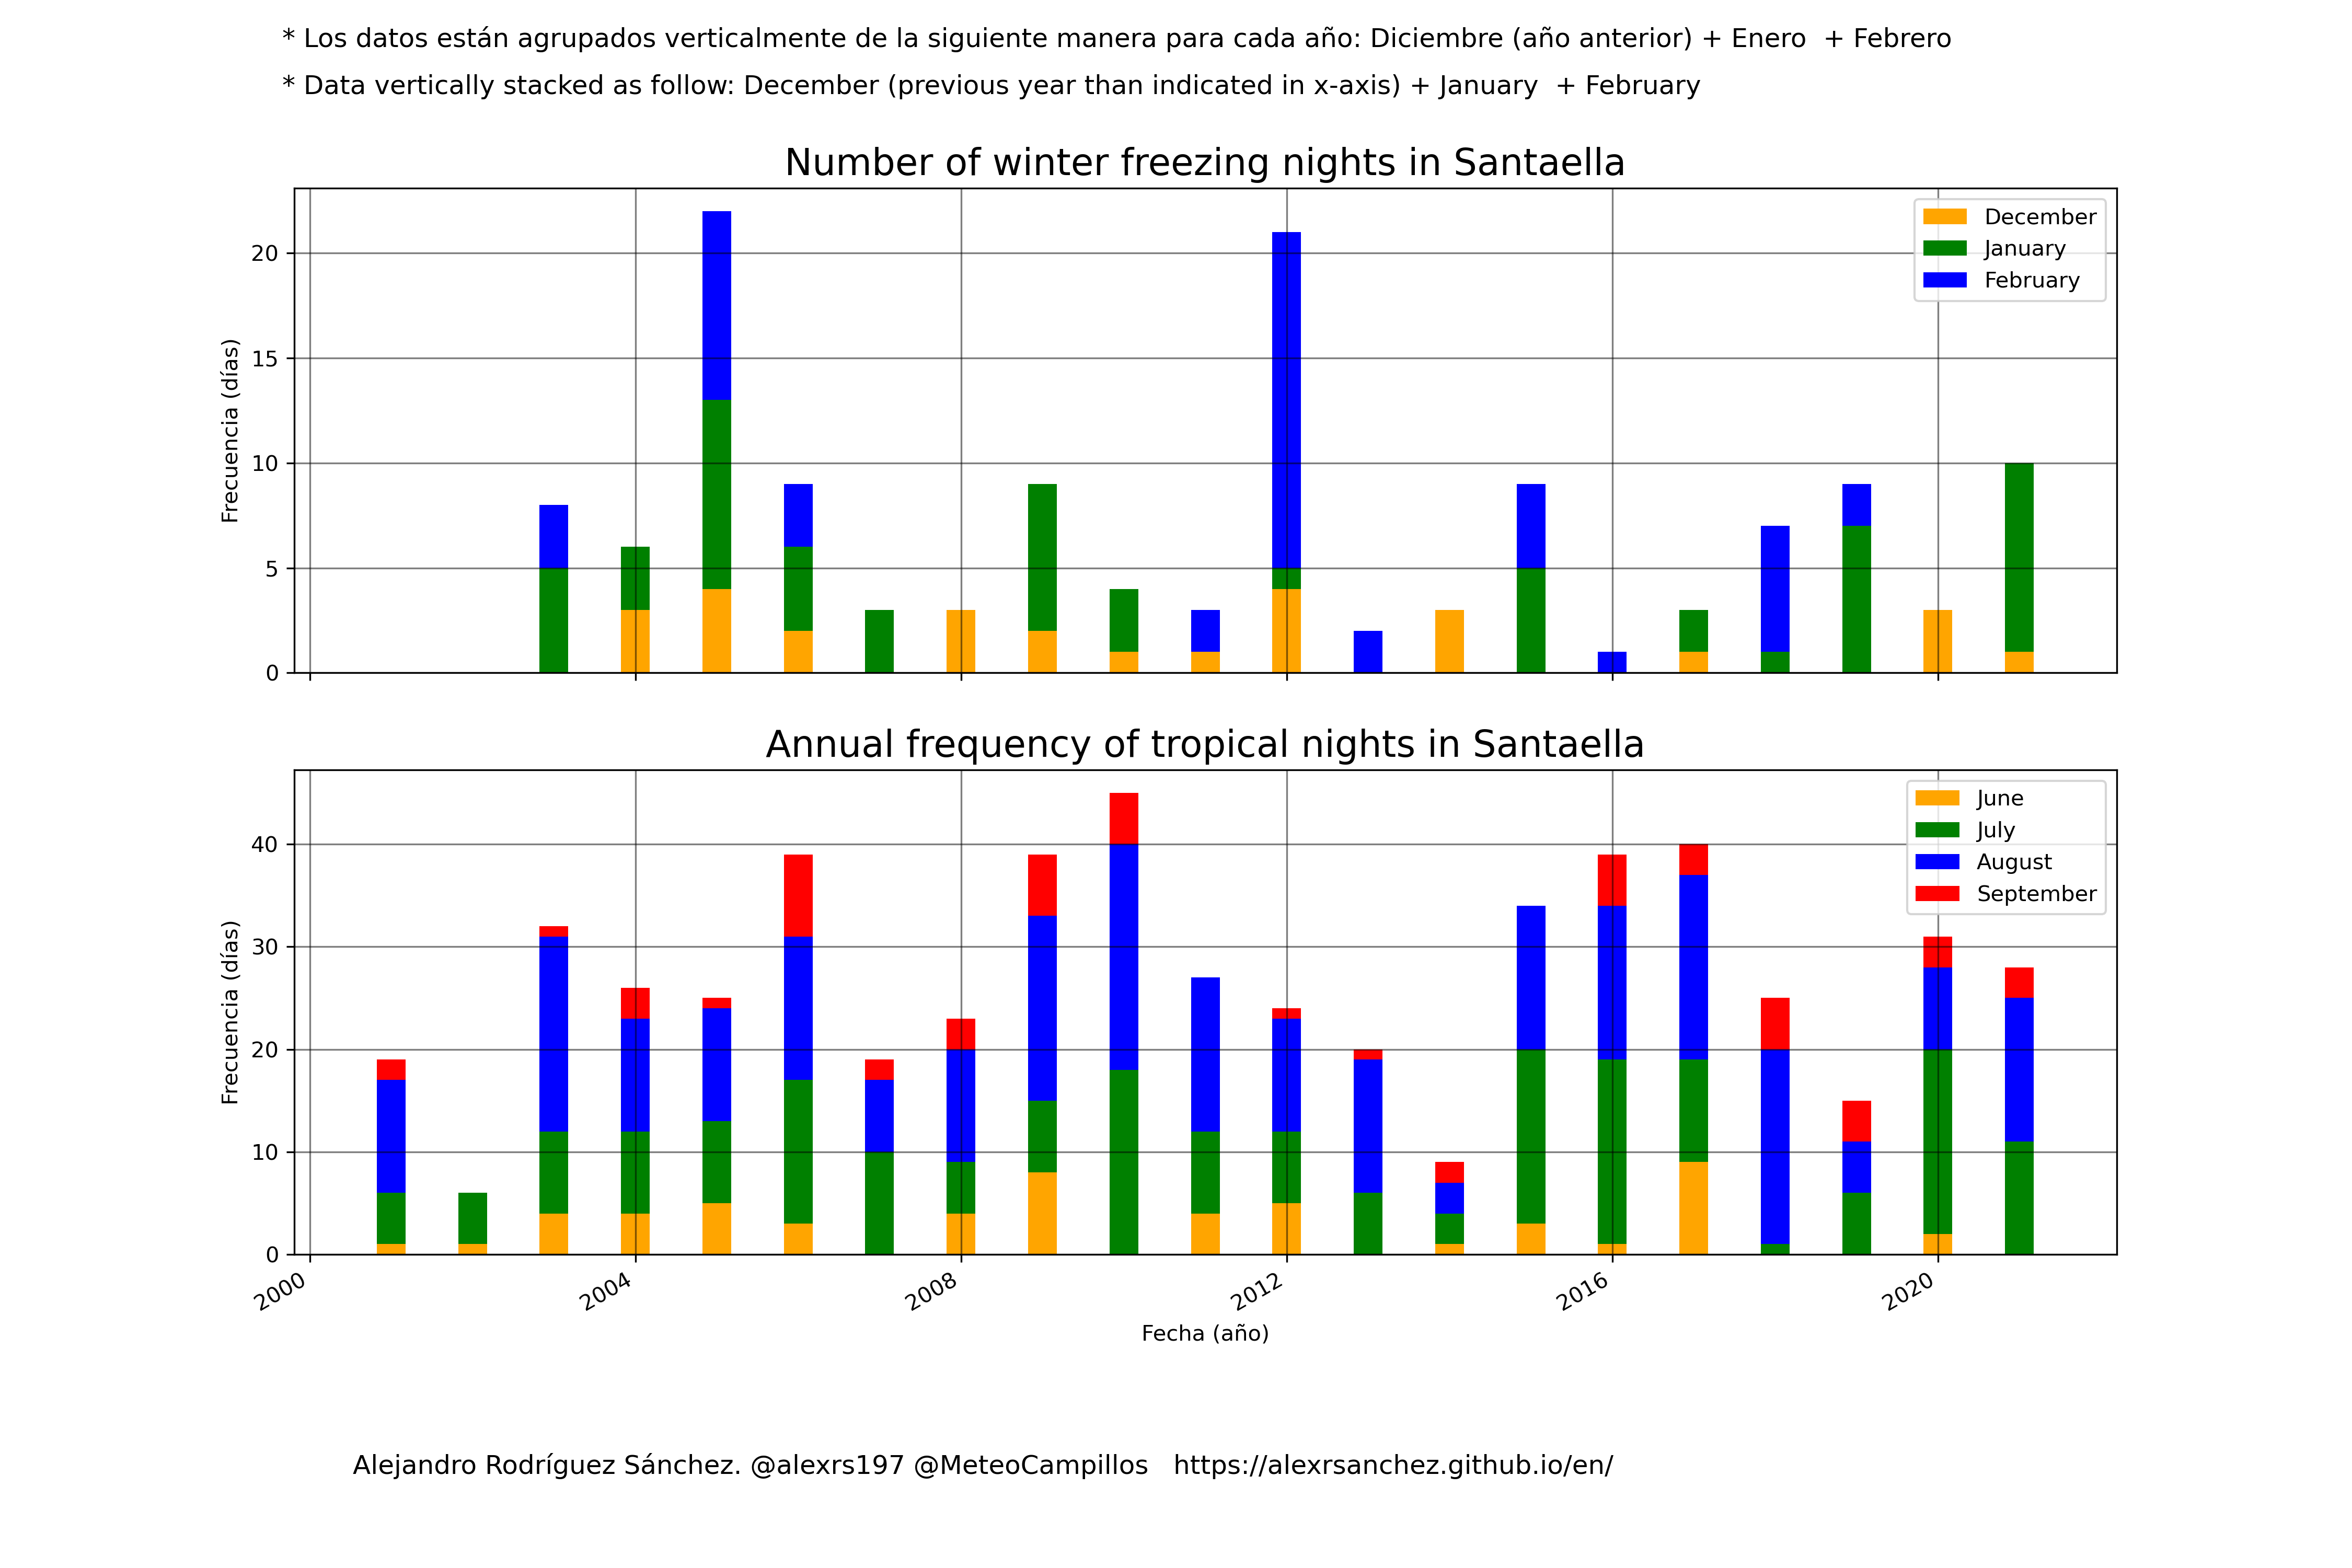 * Los datos están agrupados verticalmente de la siguiente manera para cada año: Diciembre (año anterior) + Enero  + Febrero
* Data vertically stacked as follow: December (previous year than indicated in x-axis) + January  + February
Number of winter freezing nights in Santaella
Frecuencia (días)
20
15
10
5
0
December
January
February
Annual frequency of tropical nights in Santaella
Frecuencia (días)
40
30
20
10
0
June
July
August
September
2000
2004
2008
2012
2016
2020
Fecha (año)
Alejandro Rodríguez Sánchez. @alexrs197 @MeteoCampillos   https://alexrsanchez.github.io/en/